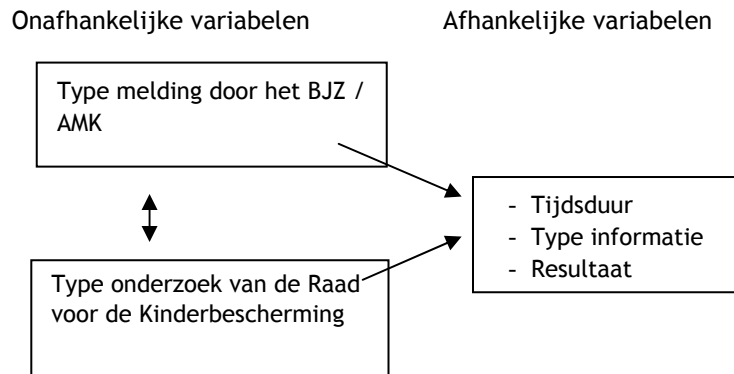 Onafhankelijke variabelen
Afhankelijke variabelen
Type melding door het BJZ /
AMK
- Tijdsduur
- Type informatie
- Resultaat
Type onderzoek van de Raad
voor de Kinderbescherming